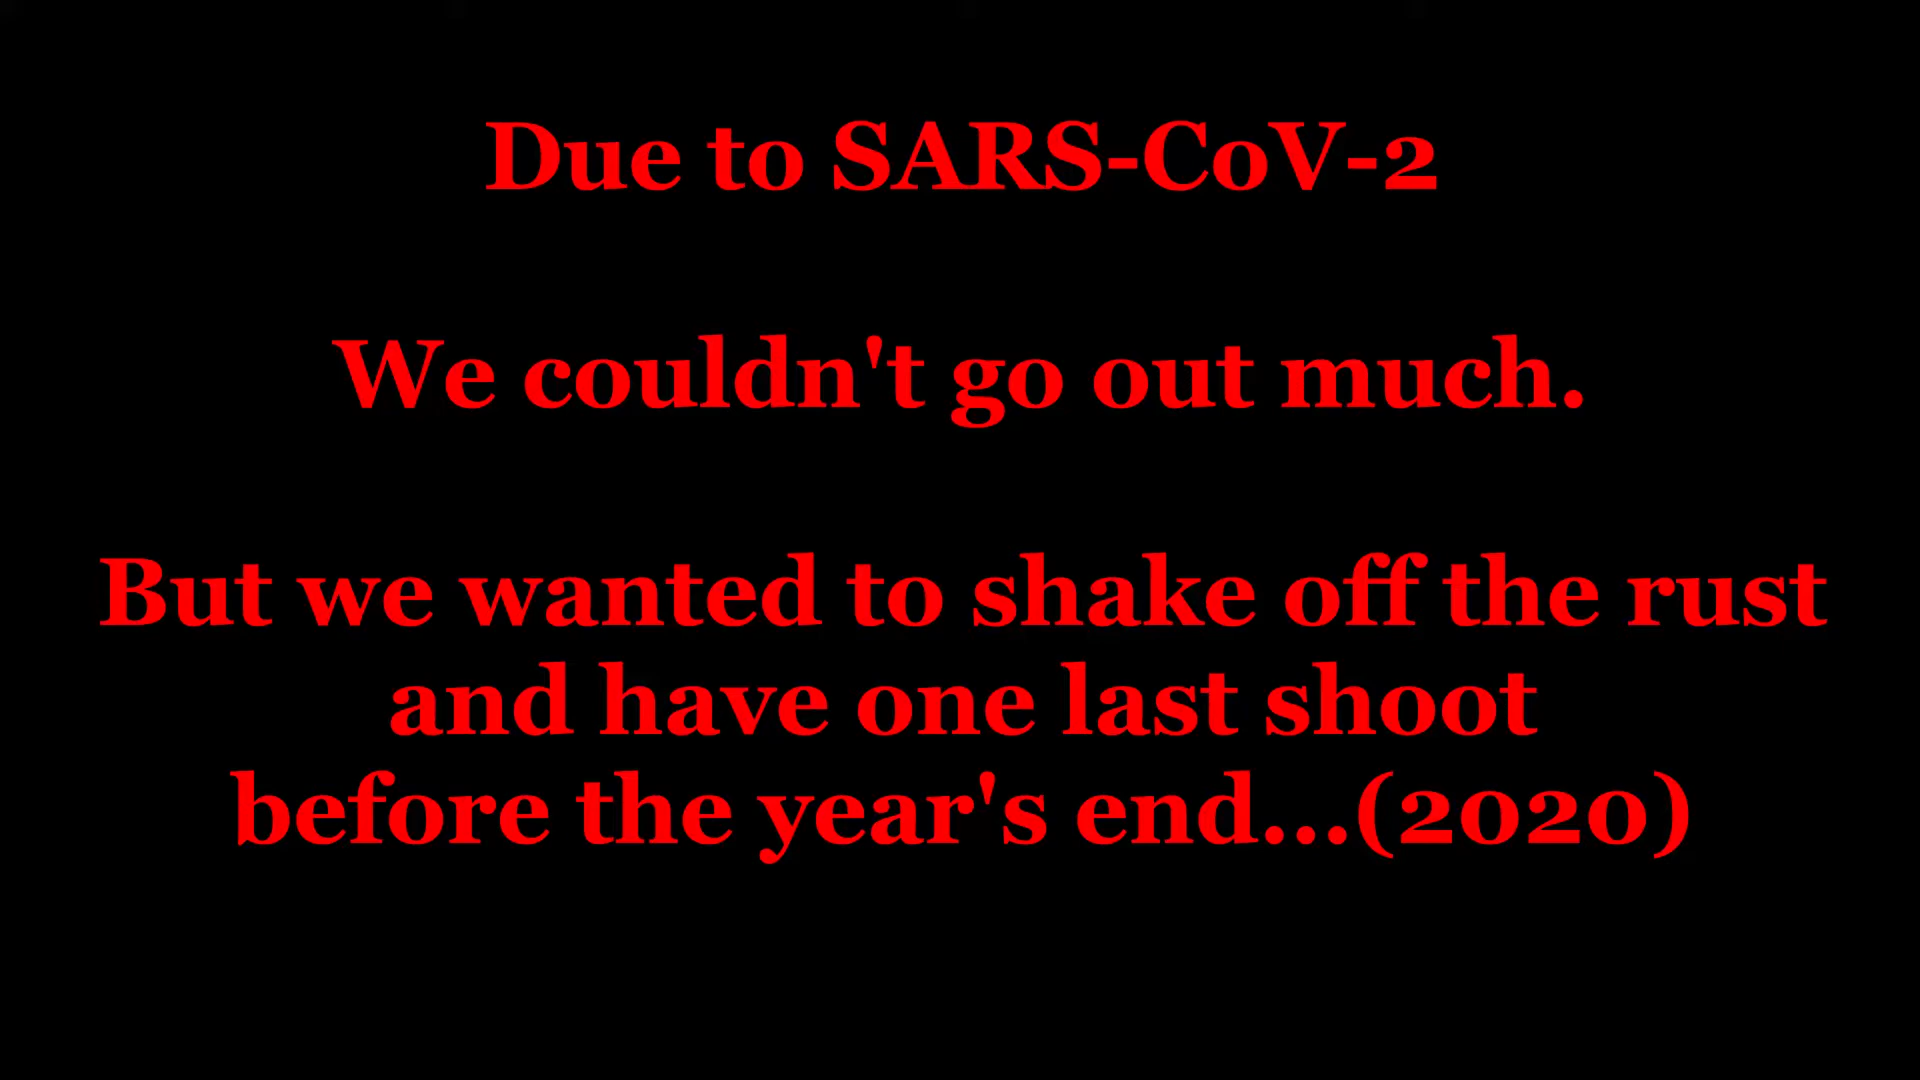 Due to SARS-CoV-2
We couldn't go out much.
But we wanted to shake off the rust
and have one last shoot
before the year's end...(2020)